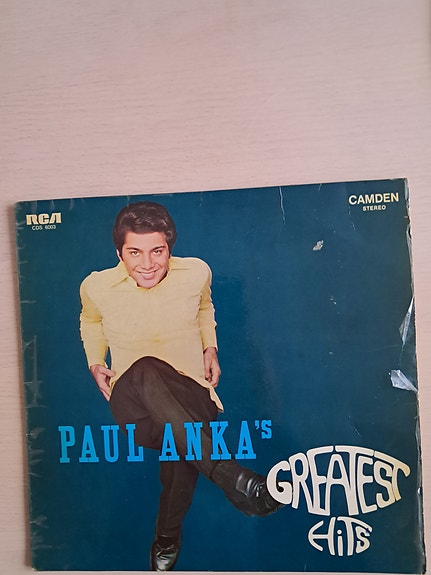 RCA
CDS 6003
CAMDEN
STEREO
PAUL ANKA's
GREATEST
HiTS